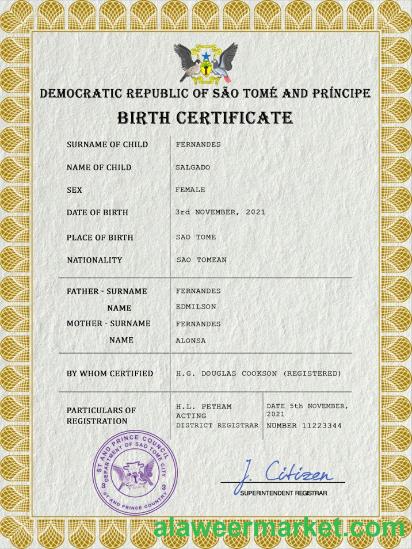 DEMOCRATIC REPUBLIC OF SÃO TOMÉ AND PRÍNCIPE
BIRTH CERTIFICATE
SURNAME OF CHILD FERNANDES
NAME OF CHILD SALGADO
SEX FEMALE
DATE OF BIRTH 3rd NOVEMBER, 2021
PLACE OF BIRTH SAO TOME
NATIONALITY SAO TOMEAN
FATHER - SURNAME FERNANDES
NAME EDMILSON
MOTHER - SURNAME FERNANDES
NAME ALONSA
BY WHOM CERTIFIED H.G. DOUGLAS COOKSON (REGISTERED)
PARTICULARS OF
REGISTRATION
H.L. PETHAM
ACTING
DISTRICT REGISTRAR
DATE 5th NOVEMBER,
2021
NUMBER 11223344
ST AND PRINCE COUNCIL
DEPARTMENT OF SAO TOME CITY
3 3
ST AND PRINCE COUNTRY
J. Citizen
SUPERINTENDENT REGISTRAR
alaweermarket.com